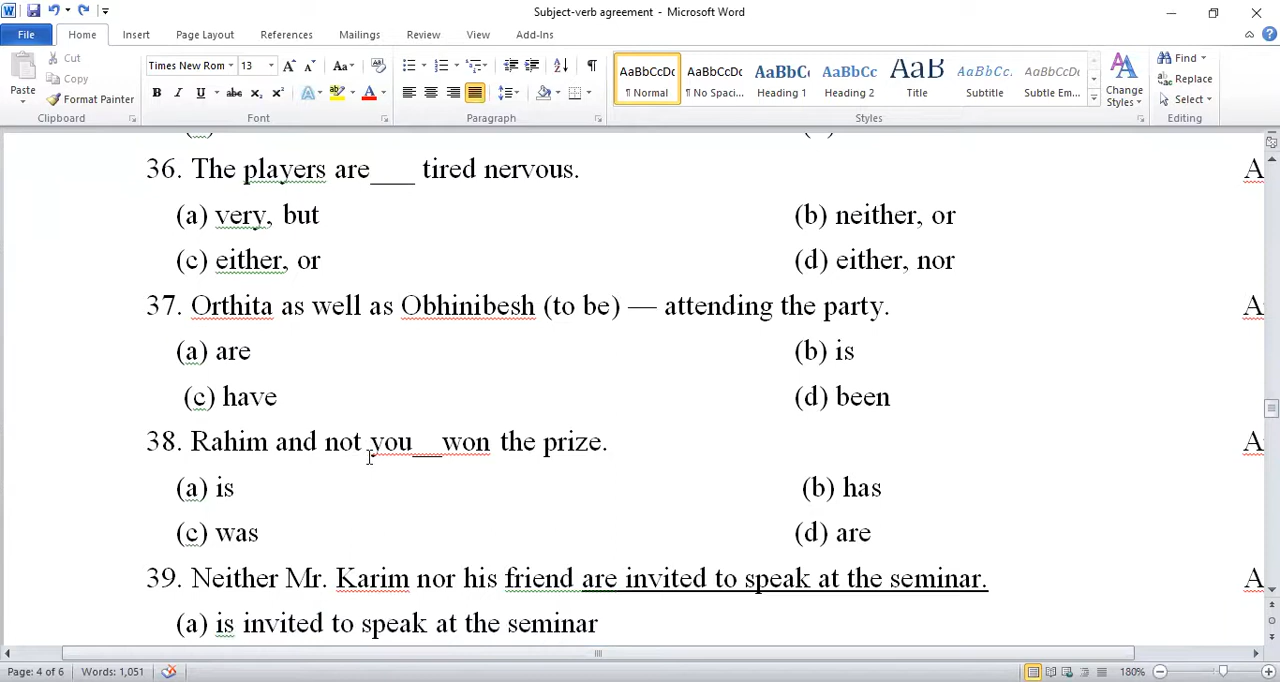 Subject-verb agreement - Microsoft Word
File Home Insert Page Layout References Mailings Review View Add-Ins
Paste
Cut
Copy
Format Painter
Clipboard
Times New Rom 13
Font
Paragraph
AaBbCcDc AaBbCcDc AaBbC AaBbCc AaB AaBbCc. AaBbCcDc
¶ Normal ¶ No Spaci... Heading 1 Heading 2 Title Subtitle Subtle Em...
Styles
Change Styles
Find
Replace
Select
Editing
36. The players are___ tired nervous. A
(a) very, but (b) neither, or
(c) either, or (d) either, nor
37. Orthita as well as Obhinibesh (to be) — attending the party. A
(a) are (b) is
(c) have (d) been
38. Rahim and not you__won the prize. A
(a) is (b) has
(c) was (d) are
39. Neither Mr. Karim nor his friend are invited to speak at the seminar. A
(a) is invited to speak at the seminar
Page: 4 of 6 Words: 1,051 180%